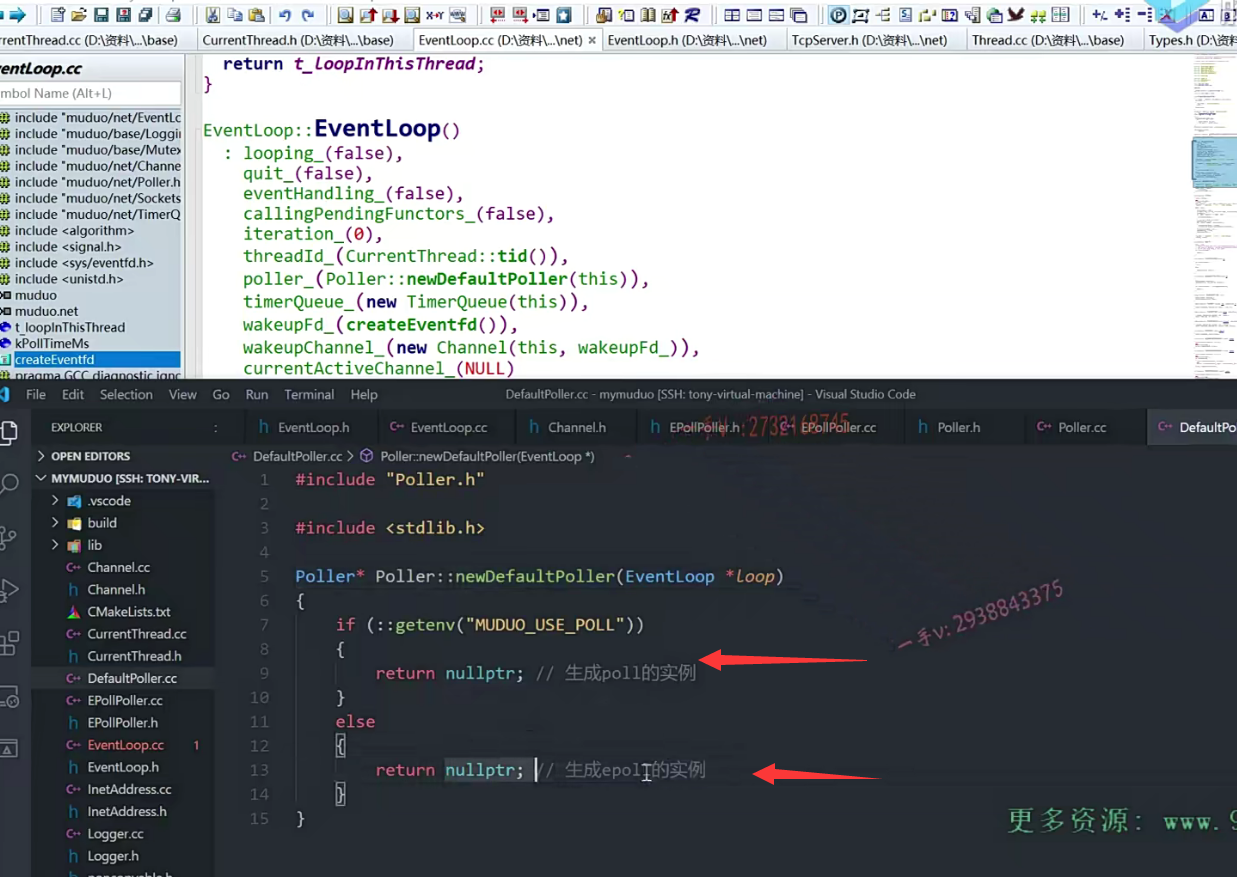 rrentThread.cc (D:\资料\...\base)
CurrentThread.h (D:\资料\...\base)
EventLoop.cc (D:\资料\...\net) ×
EventLoop.h (D:\资料\...\net)
TcpServer.h (D:\资料\...\net)
Thread.cc (D:\资料\...\base)
Types.h (D:\资料
entLoop.cc
mbol Name (Alt+L)
include "muduo/net/EventLc
include "muduo/base/Loggi
include "muduo/base/Mutex
include "muduo/net/Channe
include "muduo/net/Poller.h
include "muduo/net/Sockets
include "muduo/net/TimerQ
include <algorithm>
include <signal.h>
include <sys/eventfd.h>
include <unistd.h>
muduo
muduo.net
t_loopInThisThread
kPollTimeMs
createEventfd
pragma GCC diagnostic igno
return t_loopInThisThread;
}
EventLoop::EventLoop()
: looping_(false),
quit_(false),
eventHandling_(false),
callingPendingFunctors_(false),
iteration_(0),
threadId_(CurrentThread::tid()),
poller_(Poller::newDefaultPoller(this)),
timerQueue_(new TimerQueue(this)),
wakeupFd_(createEventfd()),
wakeupChannel_(new Channel(this, wakeupFd_)),
currentActiveChannel_(NULL)
File Edit Selection View Go Run Terminal Help
DefaultPoller.cc - mymuduo [SSH: tony-virtual-machine] - Visual Studio Code
EXPLORER
EventLoop.h
EventLoop.cc
Channel.h
EPollPoller.h
EPollPoller.cc
Poller.h
Poller.cc
DefaultPo
OPEN EDITORS
MYMUDUO [SSH: TONY-VIR...
.vscode
build
lib
Channel.cc
Channel.h
CMakeLists.txt
CurrentThread.cc
CurrentThread.h
DefaultPoller.cc
EPollPoller.cc
EPollPoller.h
EventLoop.cc 1
EventLoop.h
InetAddress.cc
InetAddress.h
Logger.cc
Logger.h
noncopyable.h
DefaultPoller.cc > Poller::newDefaultPoller(EventLoop *)
1 #include "Poller.h"
2
3 #include <stdlib.h>
4
5 Poller* Poller::newDefaultPoller(EventLoop *loop)
6 {
7 if (::getenv("MUDUO_USE_POLL"))
8 {
9 return nullptr; // 生成poll的实例
10 }
11 else
12 {
13 return nullptr; // 生成epoll的实例
14 }
15 }
一手v: 2938843375
更多资源: www.